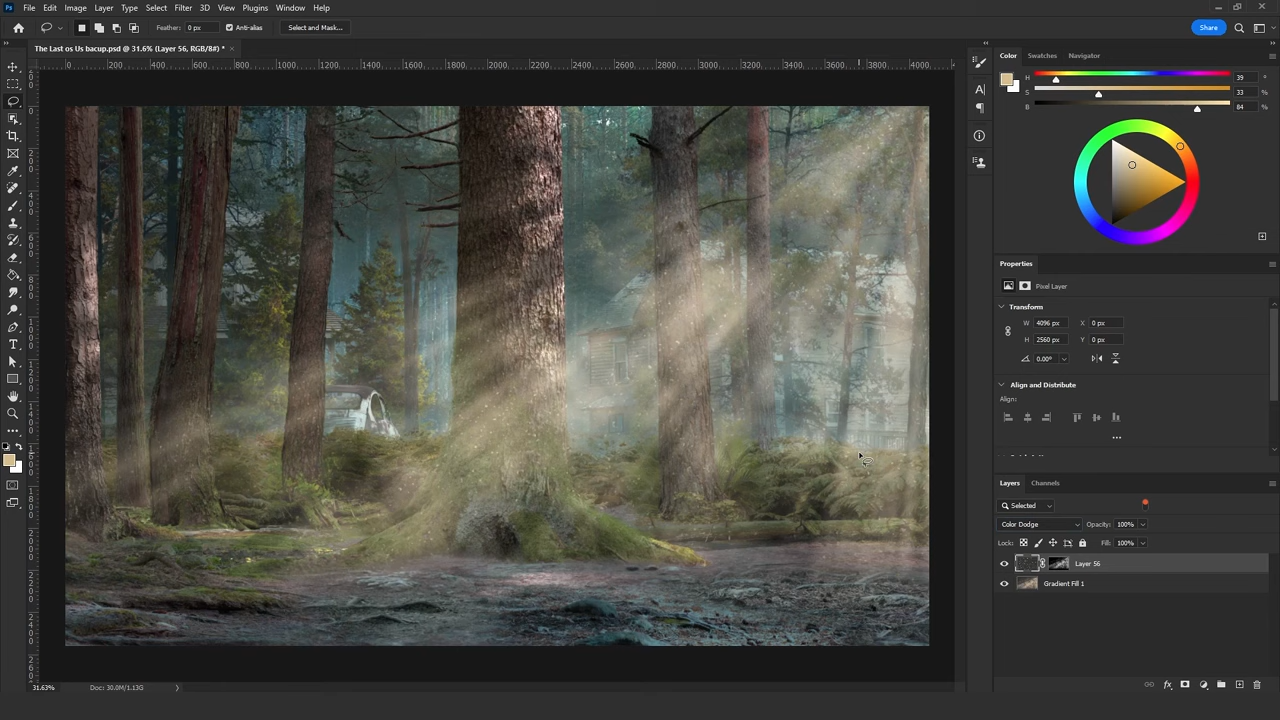 Ps File Edit Image Layer Type Select Filter 3D View Plugins Window Help
Feather: 0 px Anti-alias Select and Mask... Share
The Last os Us bacup.psd @ 31.6% (Layer 56, RGB/8#) * ×
0 200 400 600 800 1000 1200 1400 1600 1800 2000 2200 2400 2600 2800 3000 3200 3400 3600 3800 4000
Color Swatches Navigator
H 39 °
S 33 %
B 84 %
Properties
Pixel Layer
Transform
W 4096 px X 0 px
H 2560 px Y 0 px
0.00°
Align and Distribute
Align:
Layers Channels
Selected
Color Dodge Opacity: 100%
Lock: Fill: 100%
Layer 56
Gradient Fill 1
fx
31.63% Doc: 30.0M/1.13G